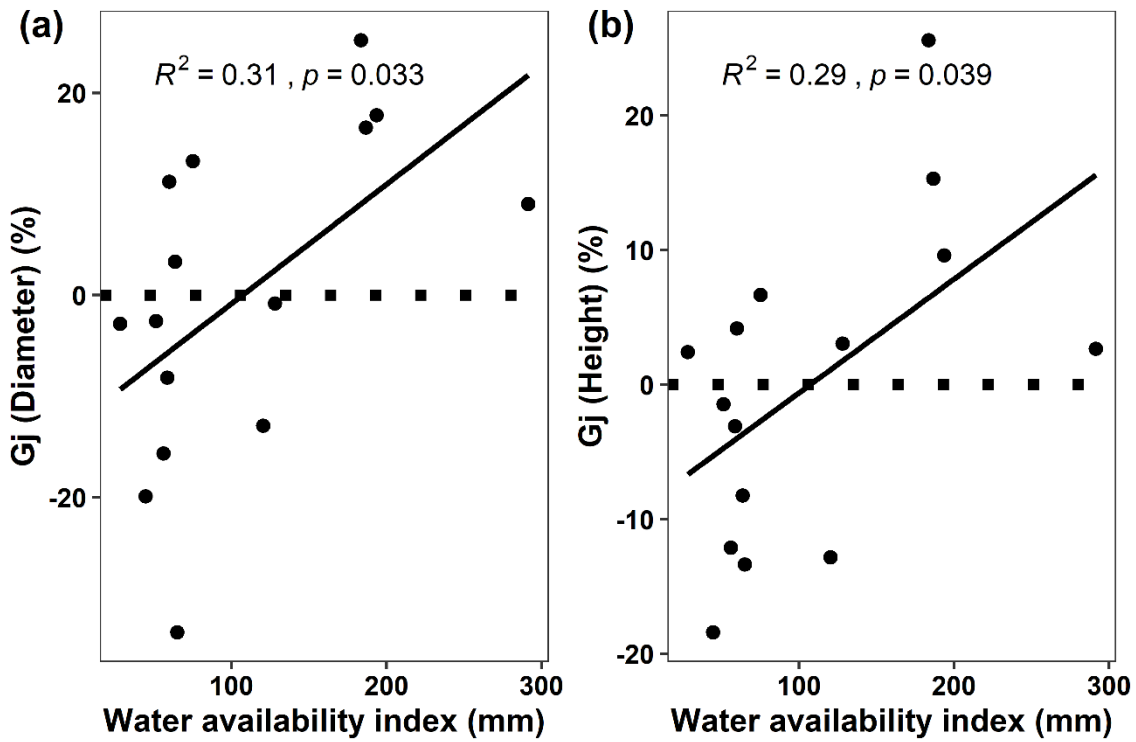 (a)
R² = 0.31 , p = 0.033
20
0
-20
Gj (Diameter) (%)
100
200
300
Water availability index (mm)
(b)
R² = 0.29 , p = 0.039
20
10
0
-10
-20
Gj (Height) (%)
100
200
300
Water availability index (mm)